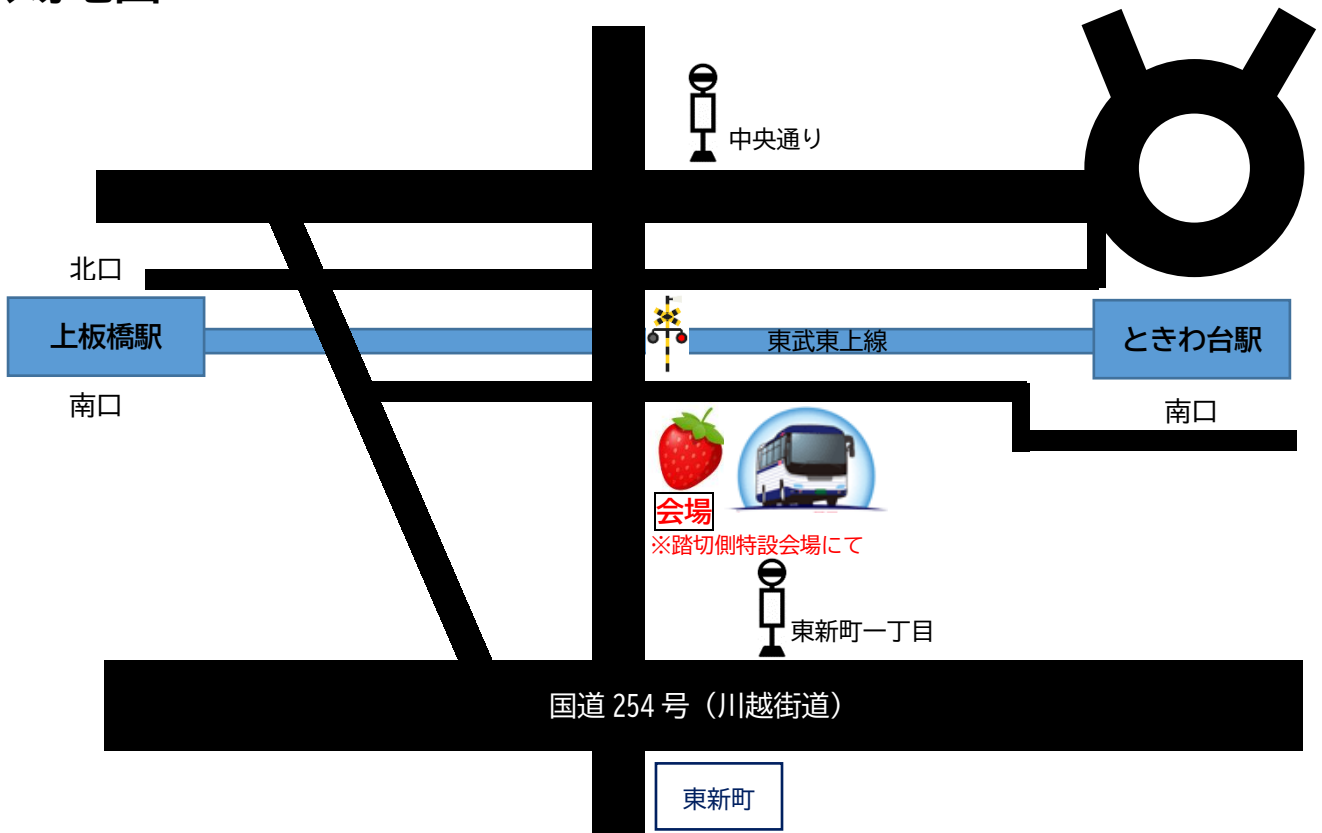 中央通り
北口
上板橋駅
東武東上線
ときわ台駅
南口
南口
会場
※踏切側特設会場にて
東新町一丁目
国道 254 号（川越街道）
東新町